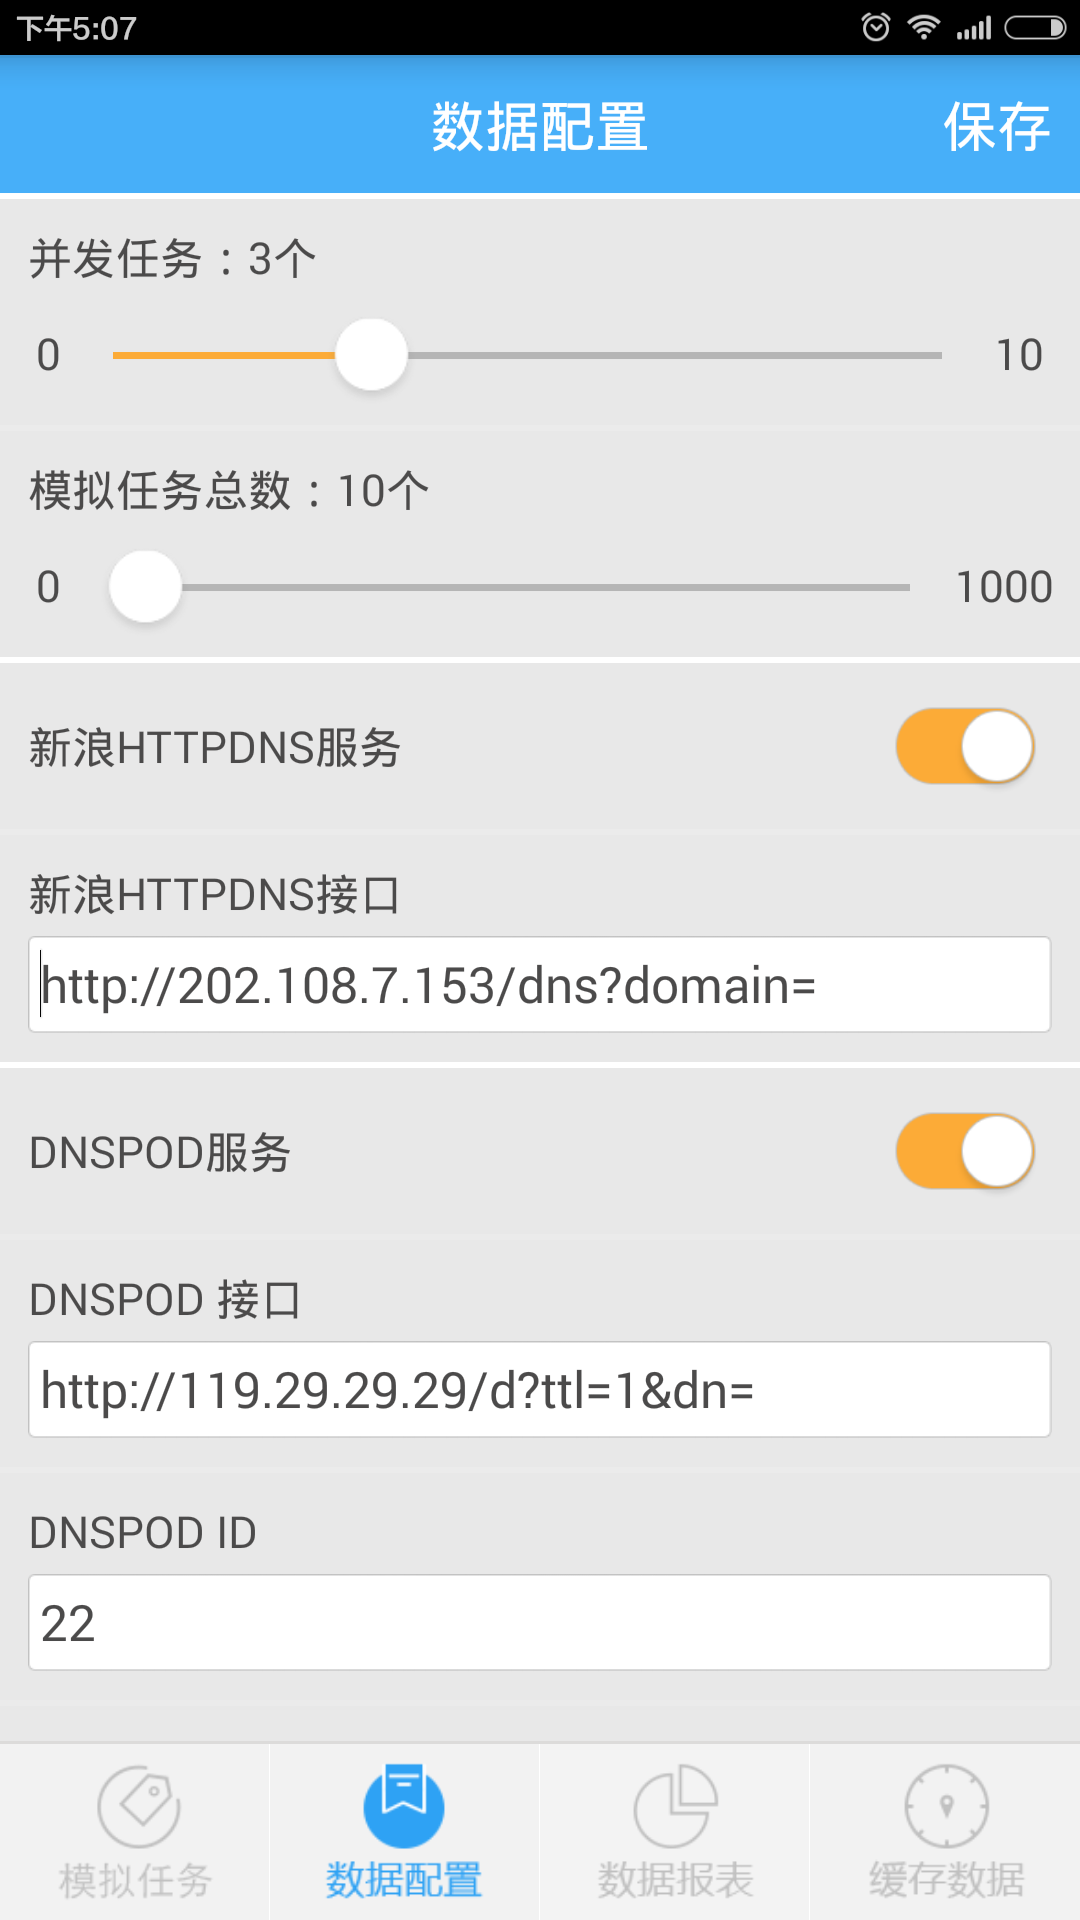 下午5:07
数据配置
保存
并发任务：3个
0
10
模拟任务总数：10个
0
1000
新浪HTTPDNS服务
新浪HTTPDNS接口
http://202.108.7.153/dns?domain=
DNSPOD服务
DNSPOD 接口
http://119.29.29.29/d?ttl=1&dn=
DNSPOD ID
22
模拟任务
数据配置
数据报表
缓存数据